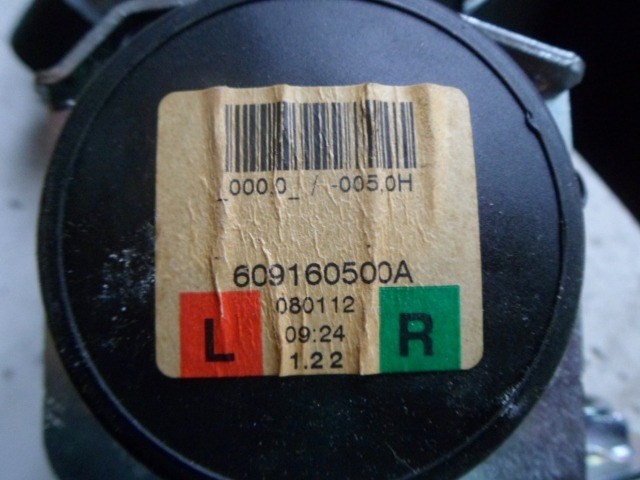 _000,0_ / -005,0H
609160500A
080112
L 09:24 R
1.22